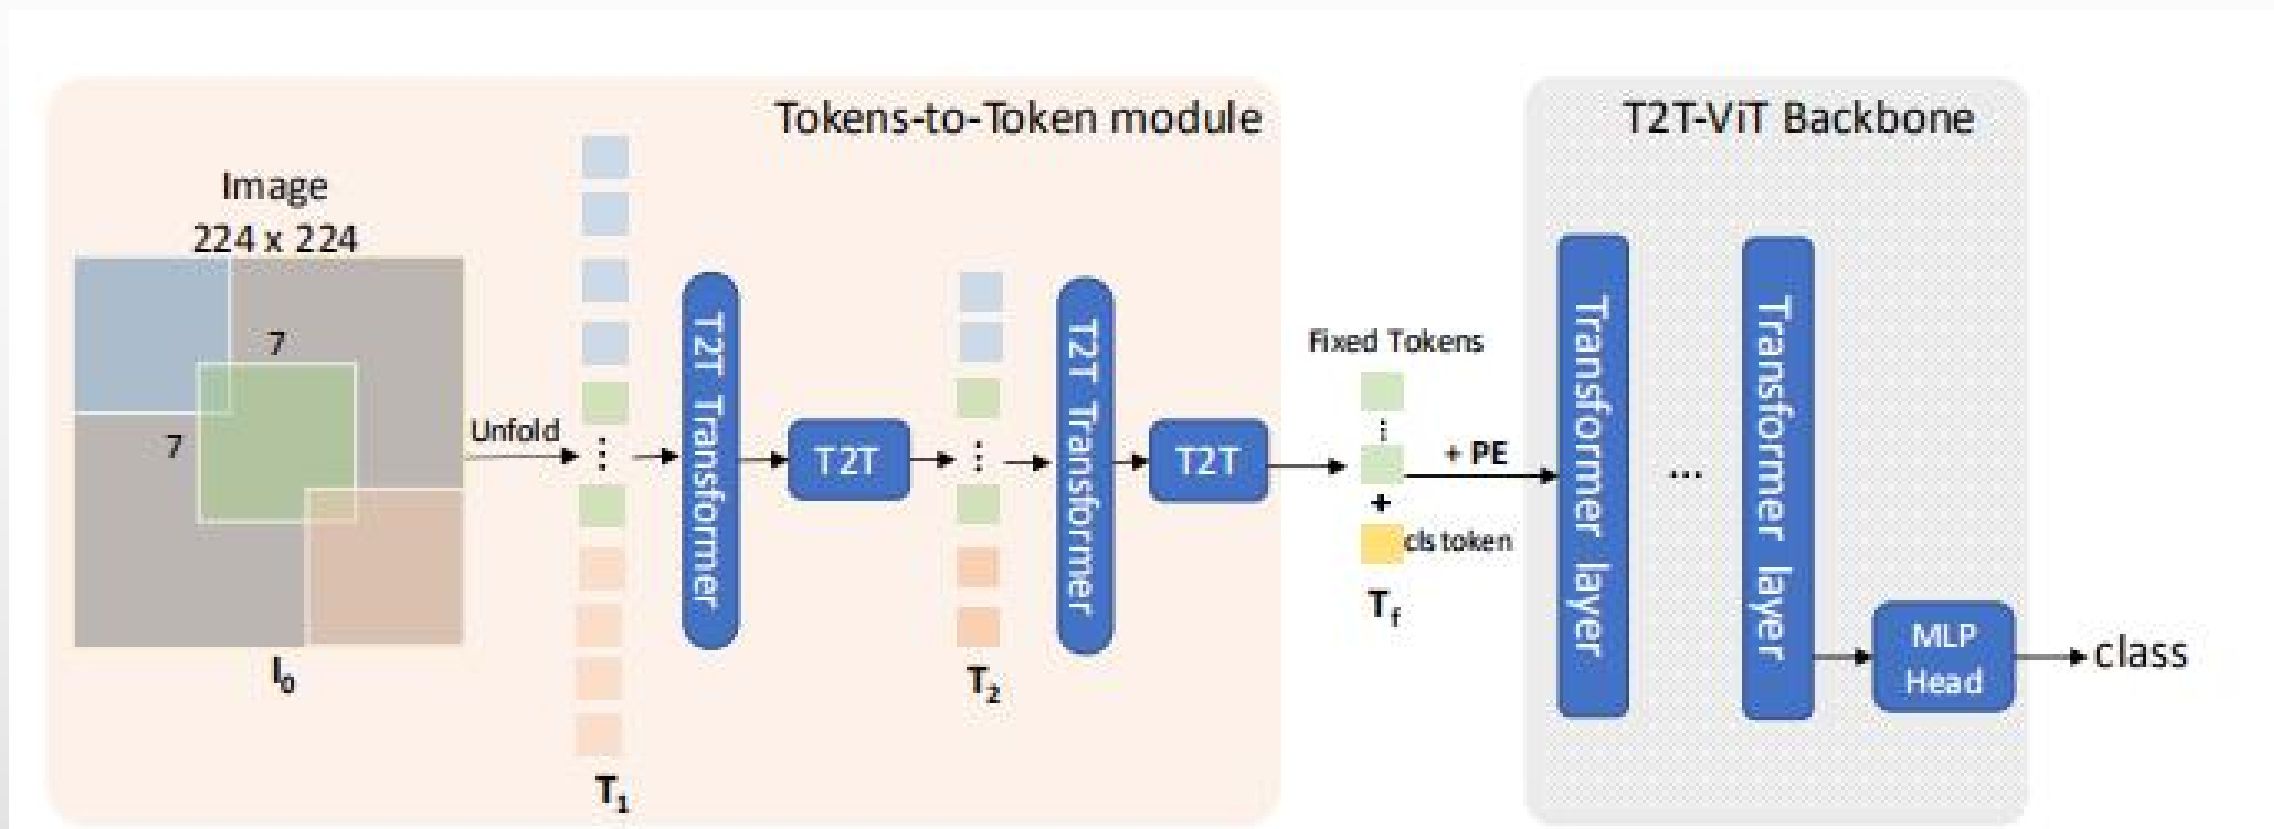 Tokens-to-Token module
T2T-ViT Backbone
Image
224 x 224
7
7
I₀
Unfold
⋮
T₁
T2T Transformer
T2T
⋮
T₂
T2T Transformer
T2T
Fixed Tokens
⋮
+
cls token
T_f
+ PE
Transformer layer
...
Transformer layer
MLP
Head
class